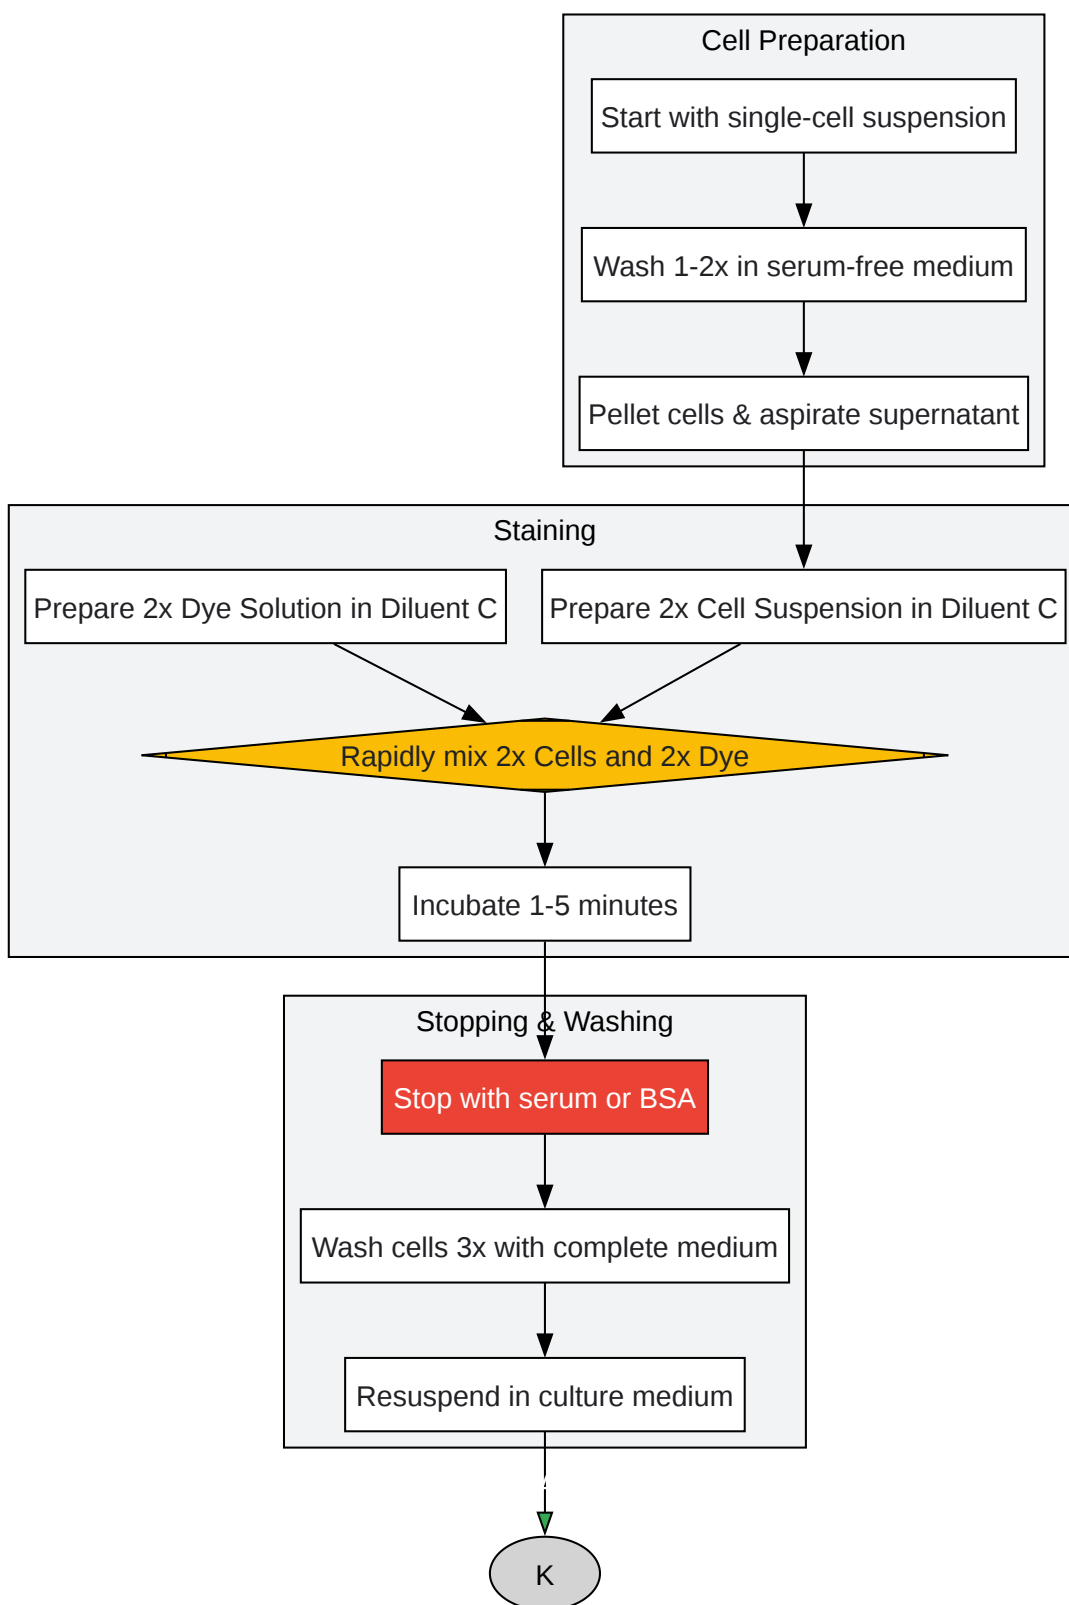 Cell Preparation
Start with single-cell suspension
Wash 1-2x in serum-free medium
Pellet cells & aspirate supernatant
Staining
Prepare 2x Dye Solution in Diluent C
Prepare 2x Cell Suspension in Diluent C
Rapidly mix 2x Cells and 2x Dye
Incubate 1-5 minutes
Stopping & Washing
Stop with serum or BSA
Wash cells 3x with complete medium
Resuspend in culture medium
K